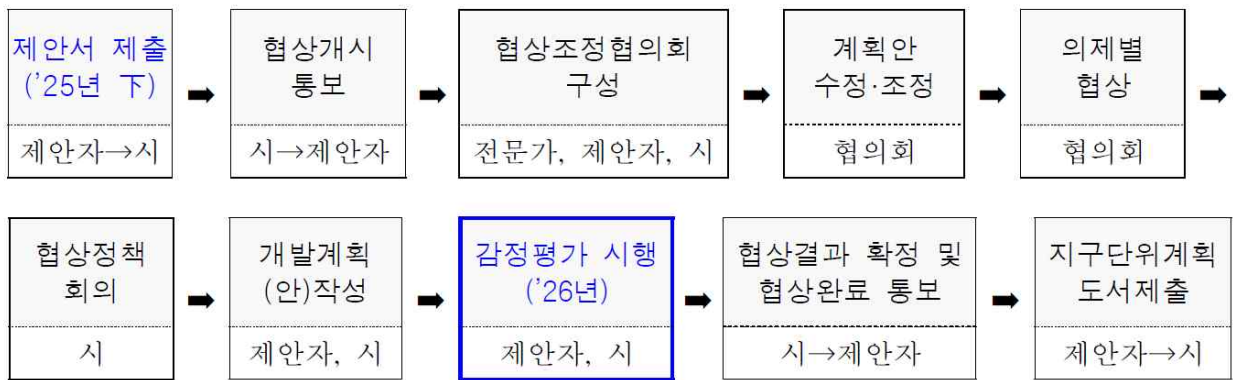 제안서 제출
('25년 下)
제안자→시
➡
협상개시
통보
시→제안자
➡
협상조정협의회
구성
전문가, 제안자, 시
➡
계획안
수정·조정
협의회
➡
의제별
협상
협의회
➡
협상정책
회의
시
➡
개발계획
(안)작성
제안자, 시
➡
감정평가 시행
('26년)
제안자, 시
➡
협상결과 확정 및
협상완료 통보
시→제안자
➡
지구단위계획
도서제출
제안자→시